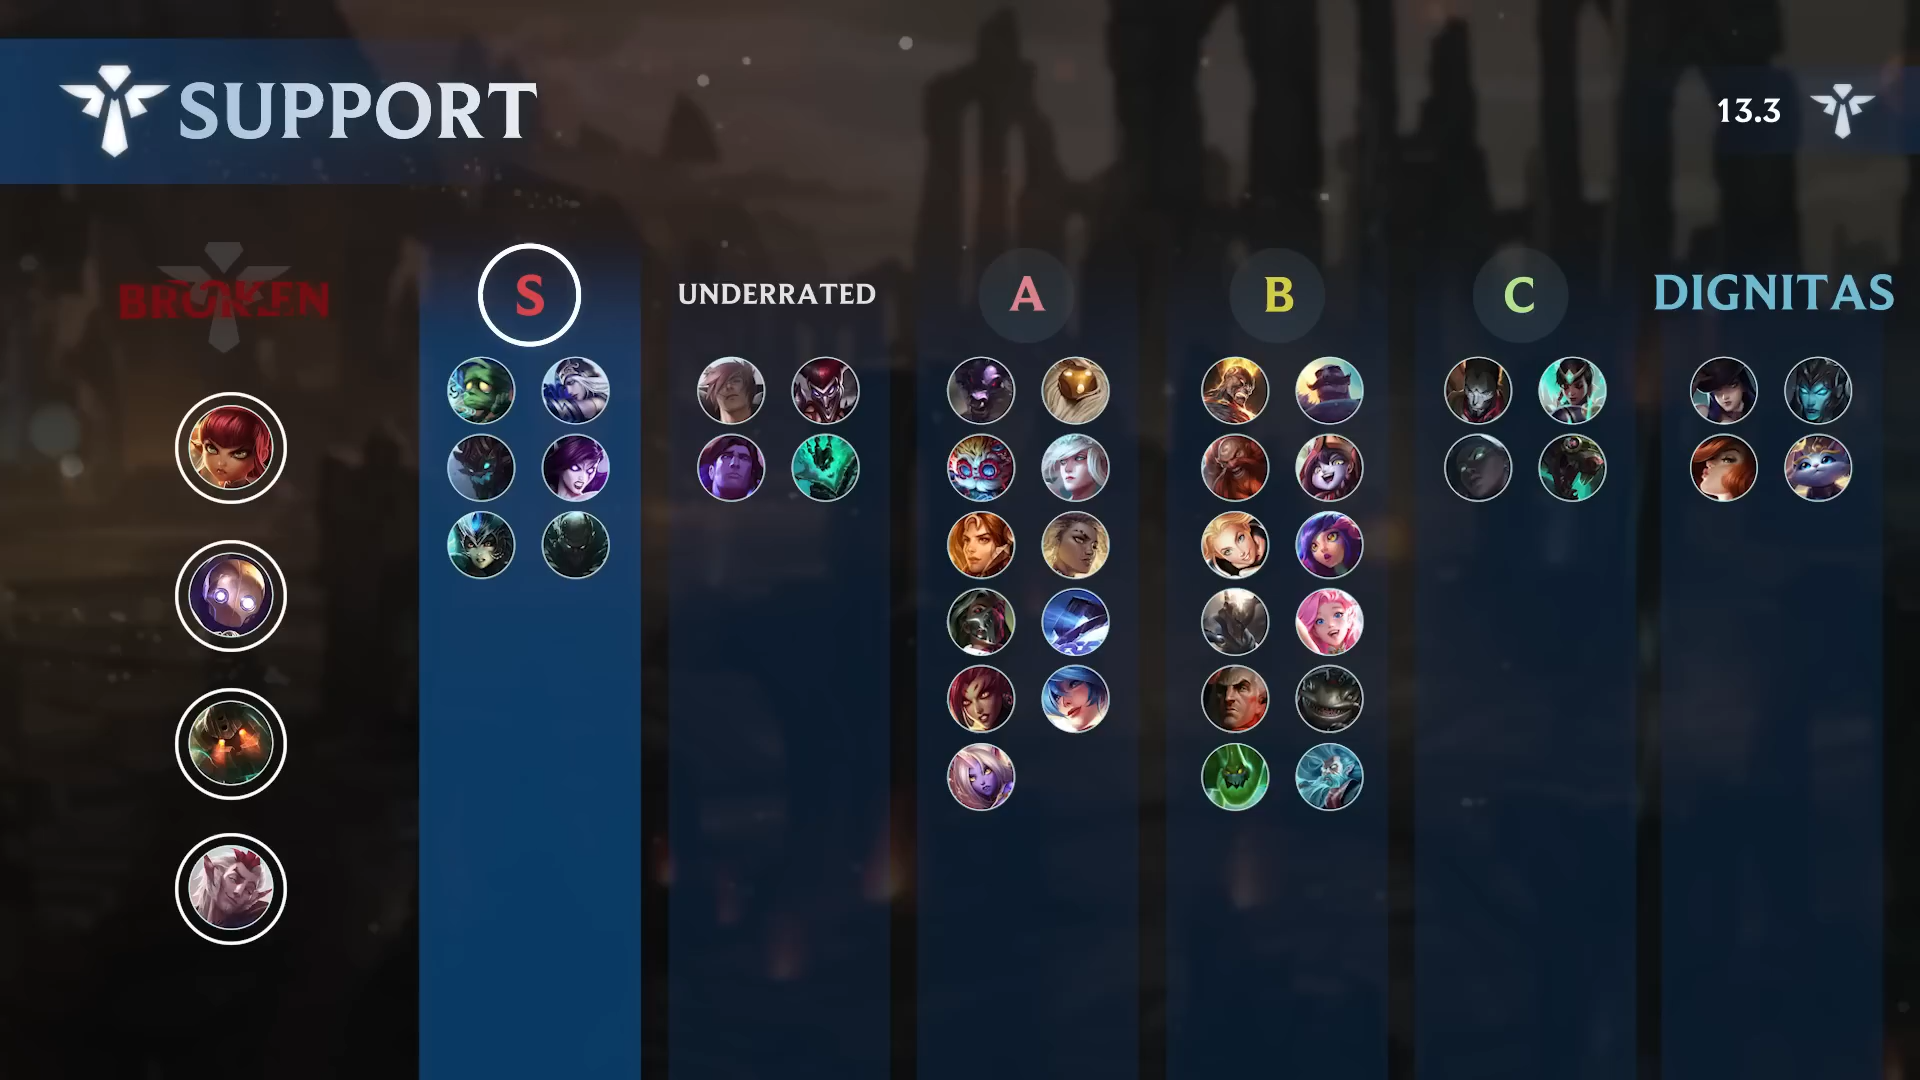 SUPPORT
13.3
BROKEN
S
UNDERRATED
A
B
C
DIGNITAS